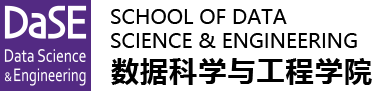 DaSE
Data Science
& Engineering
SCHOOL OF DATA
SCIENCE & ENGINEERING
数据科学与工程学院